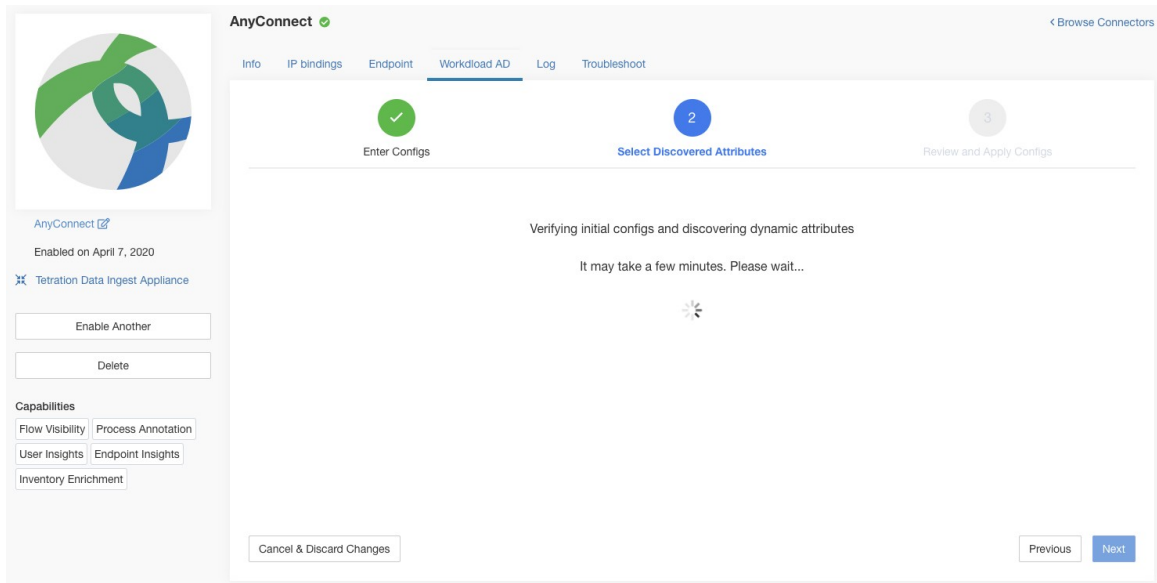 AnyConnect
< Browse Connectors
Info IP bindings Endpoint Workdload AD Log Troubleshoot
2
3
Enter Configs
Select Discovered Attributes
Review and Apply Configs
AnyConnect
Enabled on April 7, 2020
Tetration Data Ingest Appliance
Enable Another
Delete
Capabilities
Flow Visibility Process Annotation
User Insights Endpoint Insights
Inventory Enrichment
Verifying initial configs and discovering dynamic attributes
It may take a few minutes. Please wait...
Cancel & Discard Changes
Previous Next